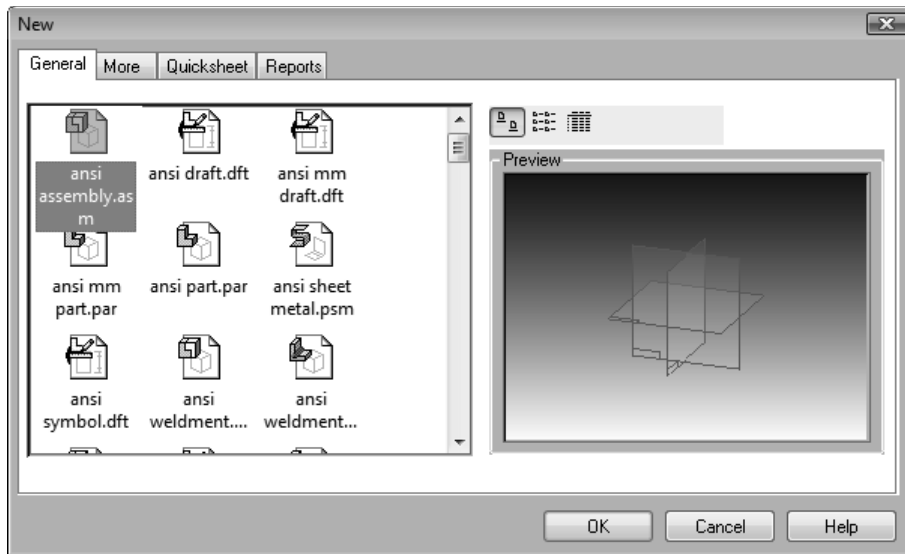 New
General More Quicksheet Reports
ansi
assembly.as
m
ansi draft.dft
ansi mm
draft.dft
ansi mm
part.par
ansi part.par
ansi sheet
metal.psm
ansi
symbol.dft
ansi
weldment....
ansi
weldment...
Preview
OK Cancel Help